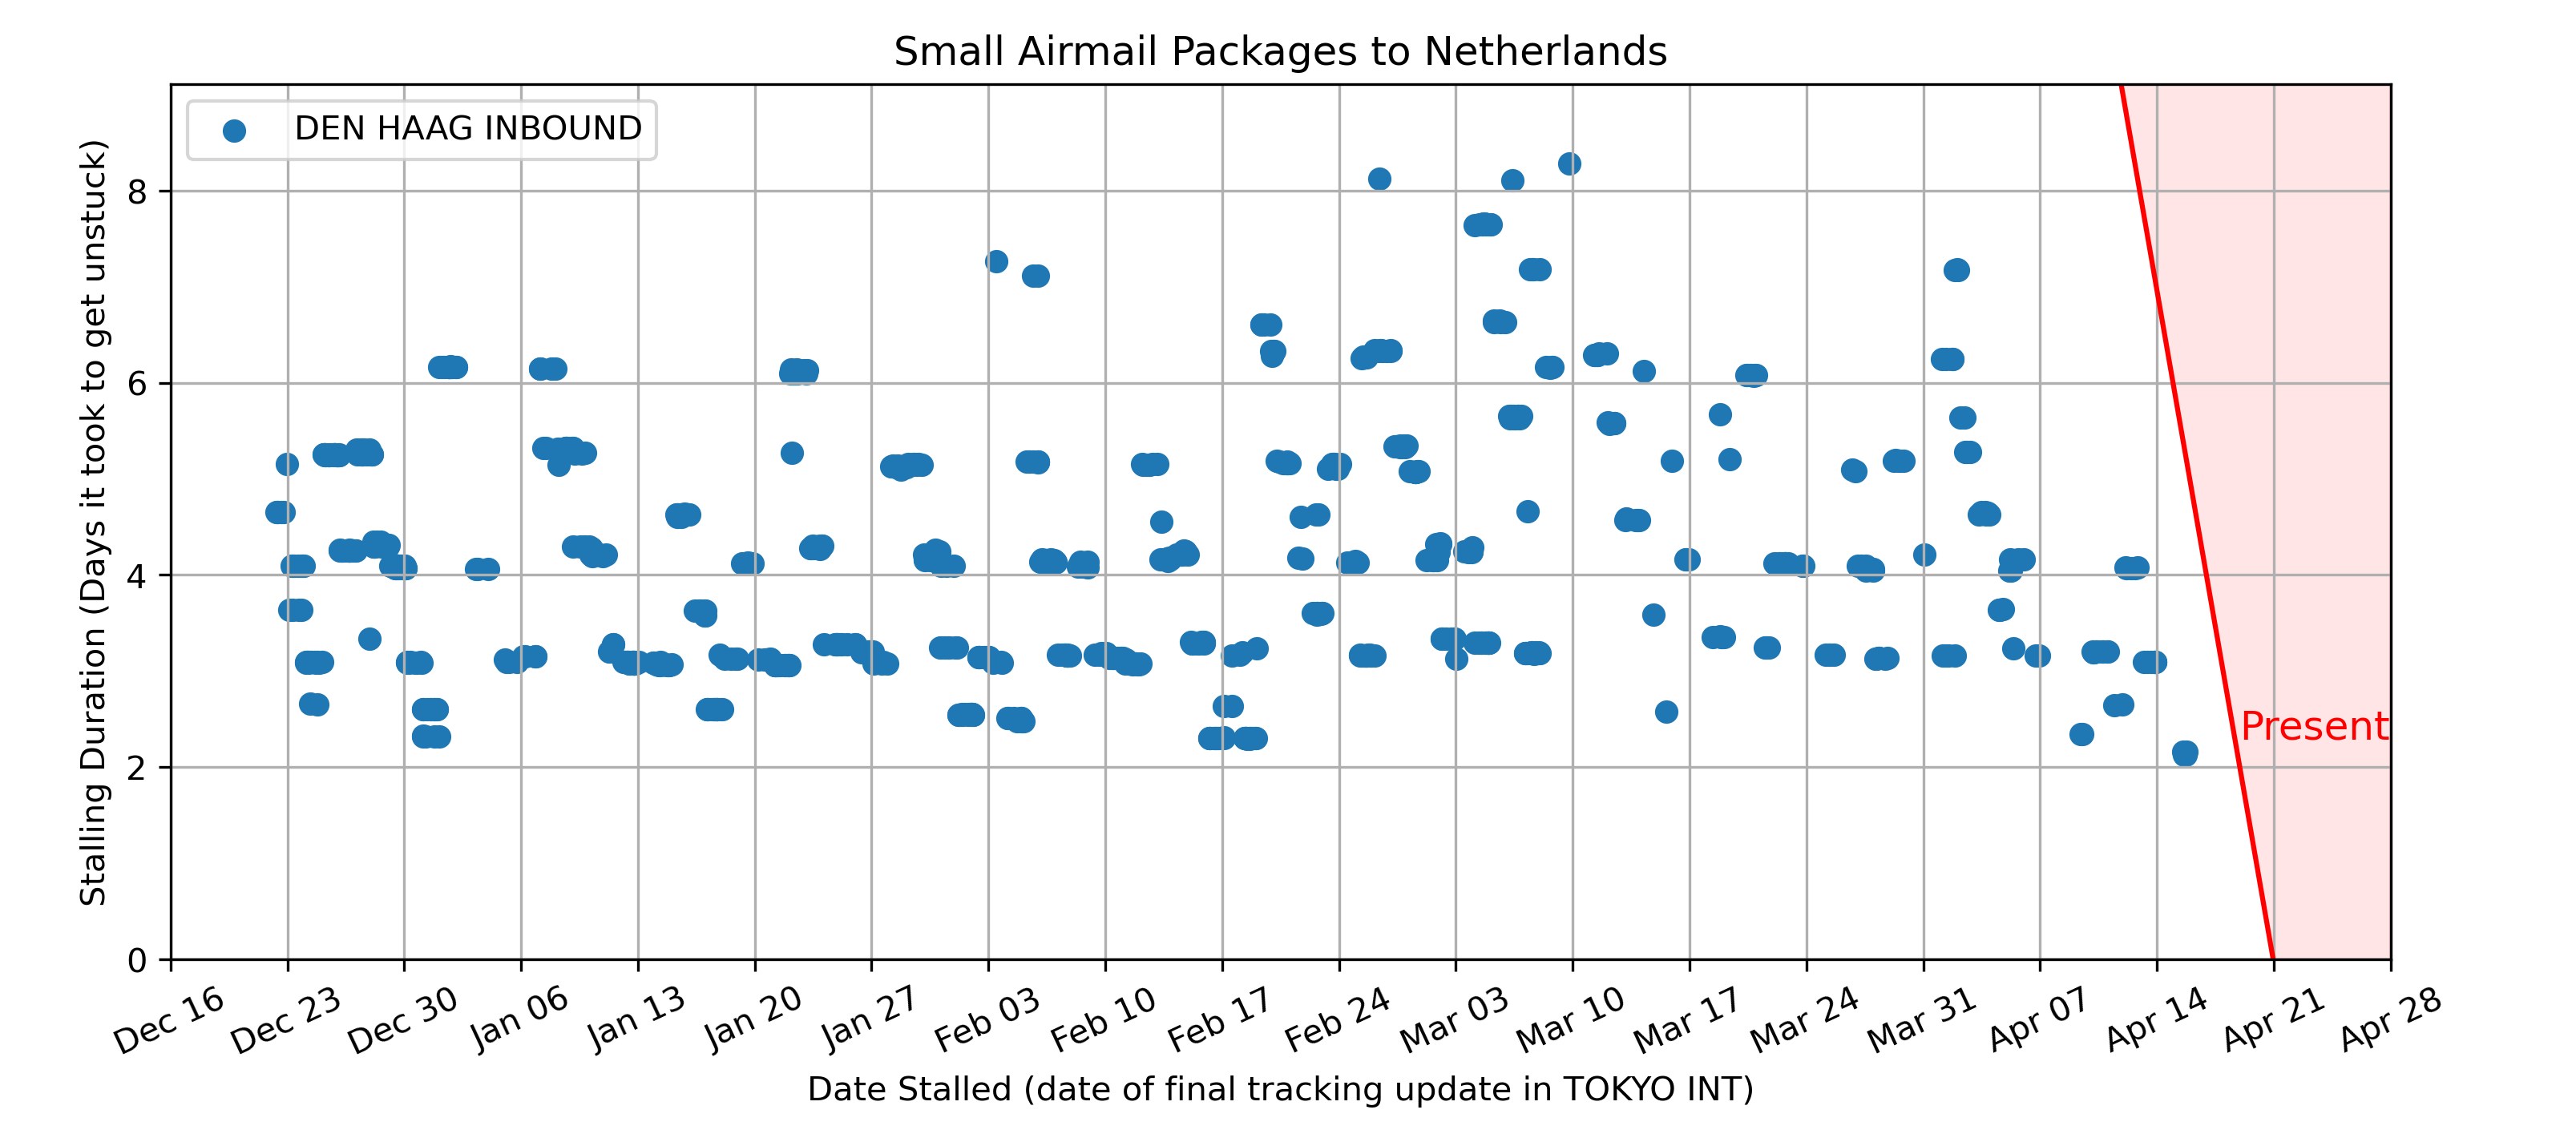 Small Airmail Packages to Netherlands
DEN HAAG INBOUND
Stalling Duration (Days it took to get unstuck)
8
6
4
2
0
Present
Dec 16
Dec 23
Dec 30
Jan 06
Jan 13
Jan 20
Jan 27
Feb 03
Feb 10
Feb 17
Feb 24
Mar 03
Mar 10
Mar 17
Mar 24
Mar 31
Apr 07
Apr 14
Apr 21
Apr 28
Date Stalled (date of final tracking update in TOKYO INT)